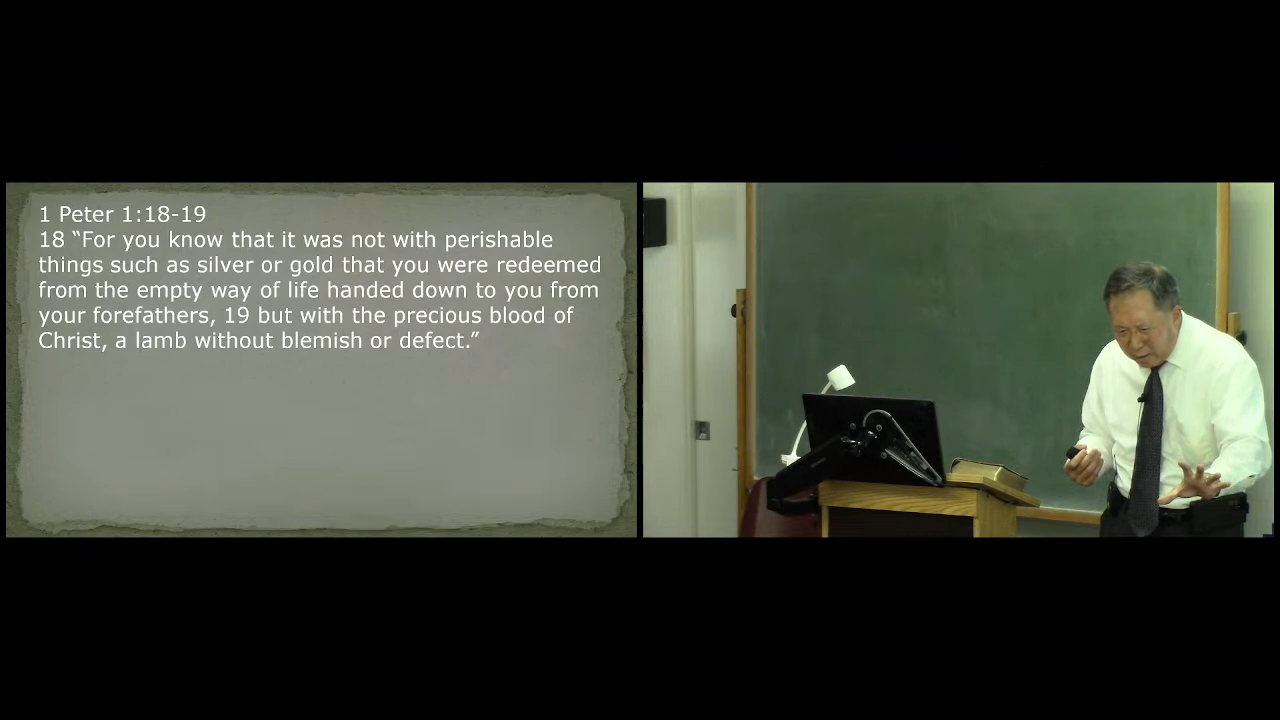 1 Peter 1:18-19
18 “For you know that it was not with perishable
things such as silver or gold that you were redeemed
from the empty way of life handed down to you from
your forefathers, 19 but with the precious blood of
Christ, a lamb without blemish or defect.”